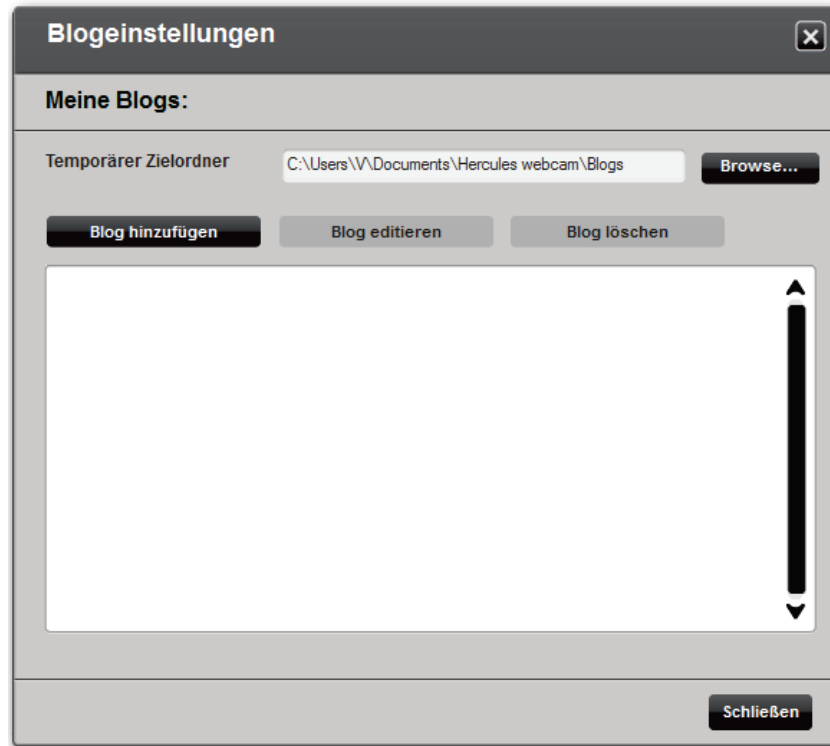 Blogeinstellungen
Meine Blogs:
Temporärer Zielordner C:\Users\V\Documents\Hercules webcam\Blogs Browse...
Blog hinzufügen Blog editieren Blog löschen
Schließen